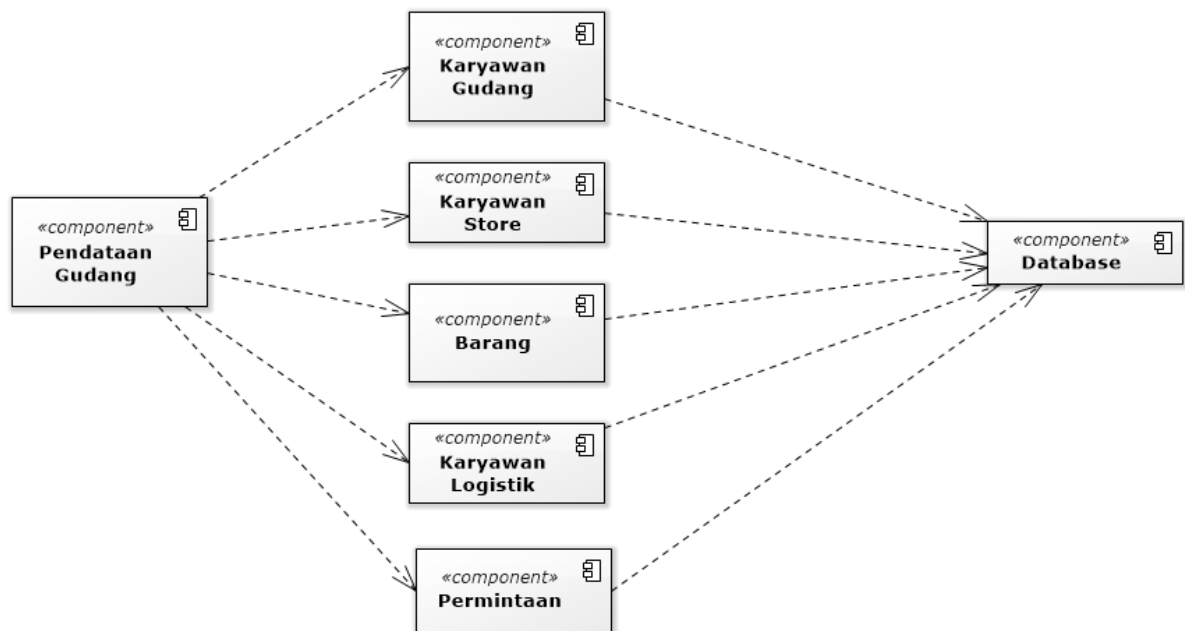 «component»
Karyawan
Gudang
«component»
Karyawan
Store
«component»
Pendataan
Gudang
«component»
Database
«component»
Barang
«component»
Karyawan
Logistik
«component»
Permintaan